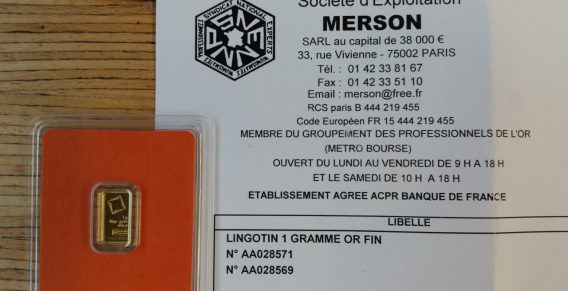 Société d'Exploitation
MERSON
SARL au capital de 38 000 €
33, rue Vivienne - 75002 PARIS
Tél. : 01 42 33 81 67
Fax : 01 42 33 51 10
Email : merson@free.fr
RCS paris B 444 219 455
Code Européen FR 15 444 219 455
MEMBRE DU GROUPEMENT DES PROFESSIONNELS DE L'OR
(METRO BOURSE)
OUVERT DU LUNDI AU VENDREDI DE 9 H A 18 H
ET LE SAMEDI DE 10 H A 18 H
ETABLISSEMENT AGREE ACPR BANQUE DE FRANCE
LIBELLE
LINGOTIN 1 GRAMME OR FIN
N° AA028571
N° AA028569
SYNDICAT NATIONAL
EXPERTS
NUMISMATES
PROFESSIONNELS